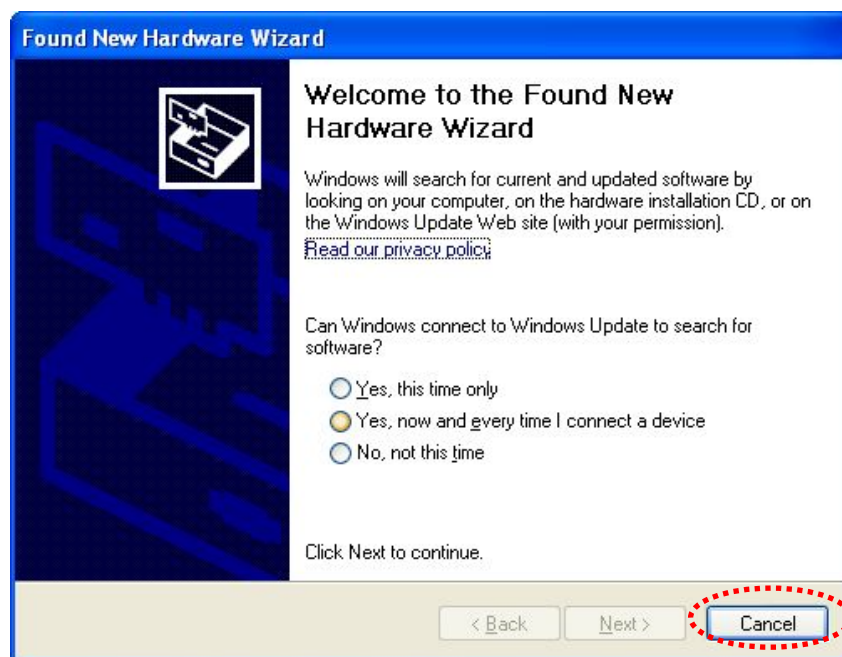 Found New Hardware Wizard
Welcome to the Found New
Hardware Wizard
Windows will search for current and updated software by
looking on your computer, on the hardware installation CD, or on
the Windows Update Web site (with your permission).
Read our privacy policy
Can Windows connect to Windows Update to search for
software?
Yes, this time only
Yes, now and every time I connect a device
No, not this time
Click Next to continue.
< Back
Next >
Cancel